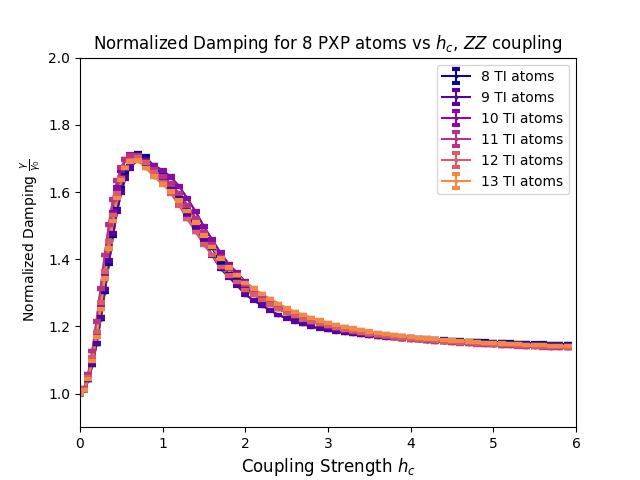 Normalized Damping for 8 PXP atoms vs h_c, ZZ coupling
2.0
1.8
1.6
1.4
1.2
1.0
Normalized Damping γ/γ₀
8 TI atoms
9 TI atoms
10 TI atoms
11 TI atoms
12 TI atoms
13 TI atoms
0 1 2 3 4 5 6
Coupling Strength h_c